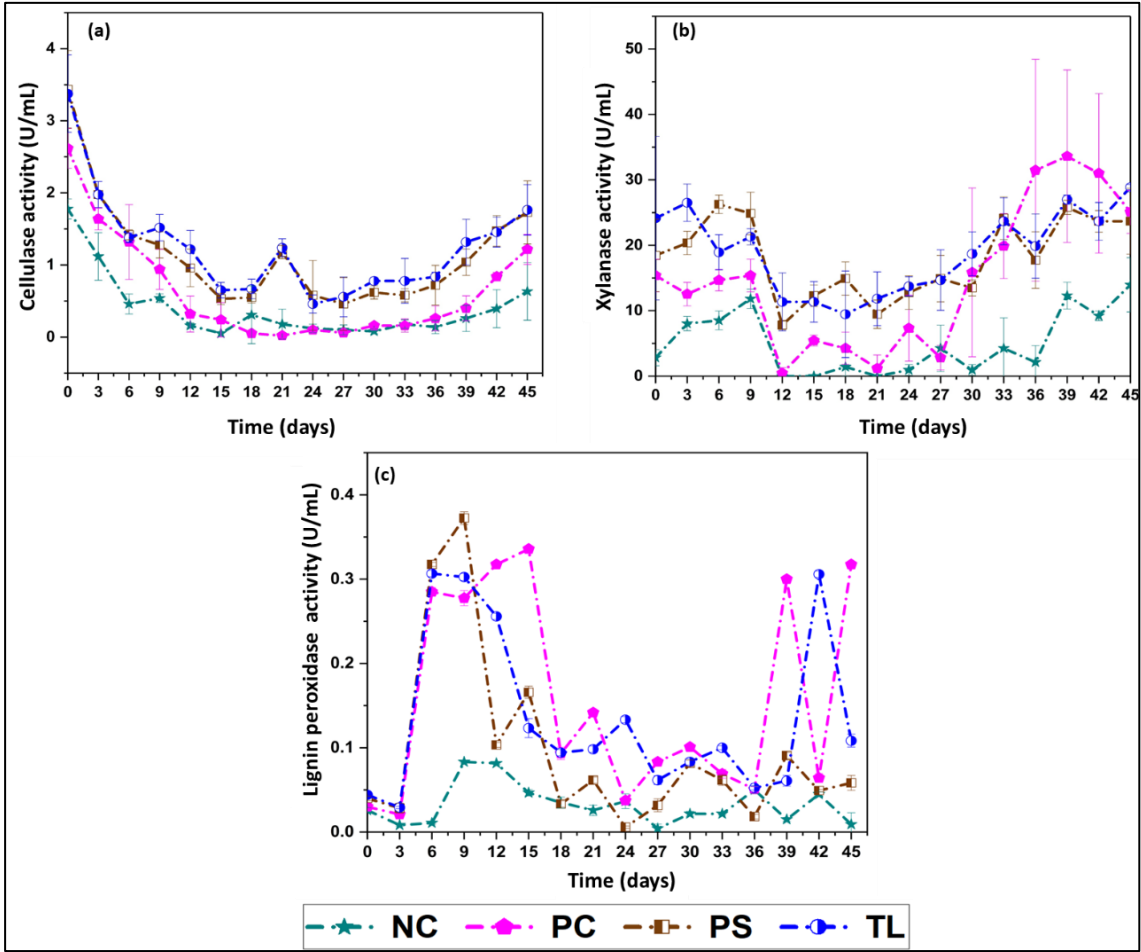 (a)
Cellulase activity (U/mL)
4
3
2
1
0
0 3 6 9 12 15 18 21 24 27 30 33 36 39 42 45
Time (days)
(b)
Xylanase activity (U/mL)
50
40
30
20
10
0
0 3 6 9 12 15 18 21 24 27 30 33 36 39 42 45
Time (days)
(c)
Lignin peroxidase activity (U/mL)
0.4
0.3
0.2
0.1
0.0
0 3 6 9 12 15 18 21 24 27 30 33 36 39 42 45
Time (days)
NC PC PS TL